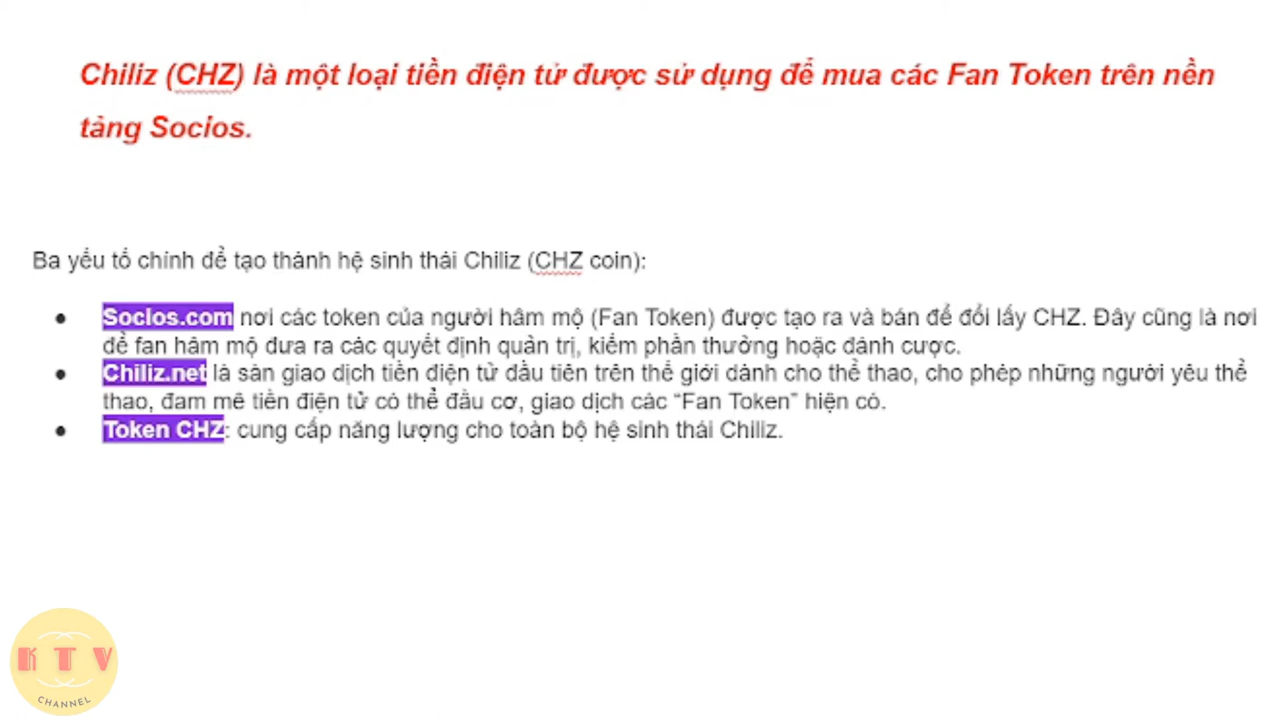 Chiliz (CHZ) là một loại tiền điện tử được sử dụng để mua các Fan Token trên nền
tảng Socios.
Ba yếu tố chính để tạo thành hệ sinh thái Chiliz (CHZ coin):
● Socios.com nơi các token của người hâm mộ (Fan Token) được tạo ra và bán để đổi lấy CHZ. Đây cũng là nơi
để fan hâm mộ đưa ra các quyết định quản trị, kiểm phần thưởng hoặc đánh cược.
● Chiliz.net là sàn giao dịch tiền điện tử đầu tiên trên thế giới dành cho thể thao, cho phép những người yêu thể
thao, đam mê tiền điện tử có thể đầu cơ, giao dịch các “Fan Token” hiện có.
● Token CHZ: cung cấp năng lượng cho toàn bộ hệ sinh thái Chiliz.
K T V
CHANNEL